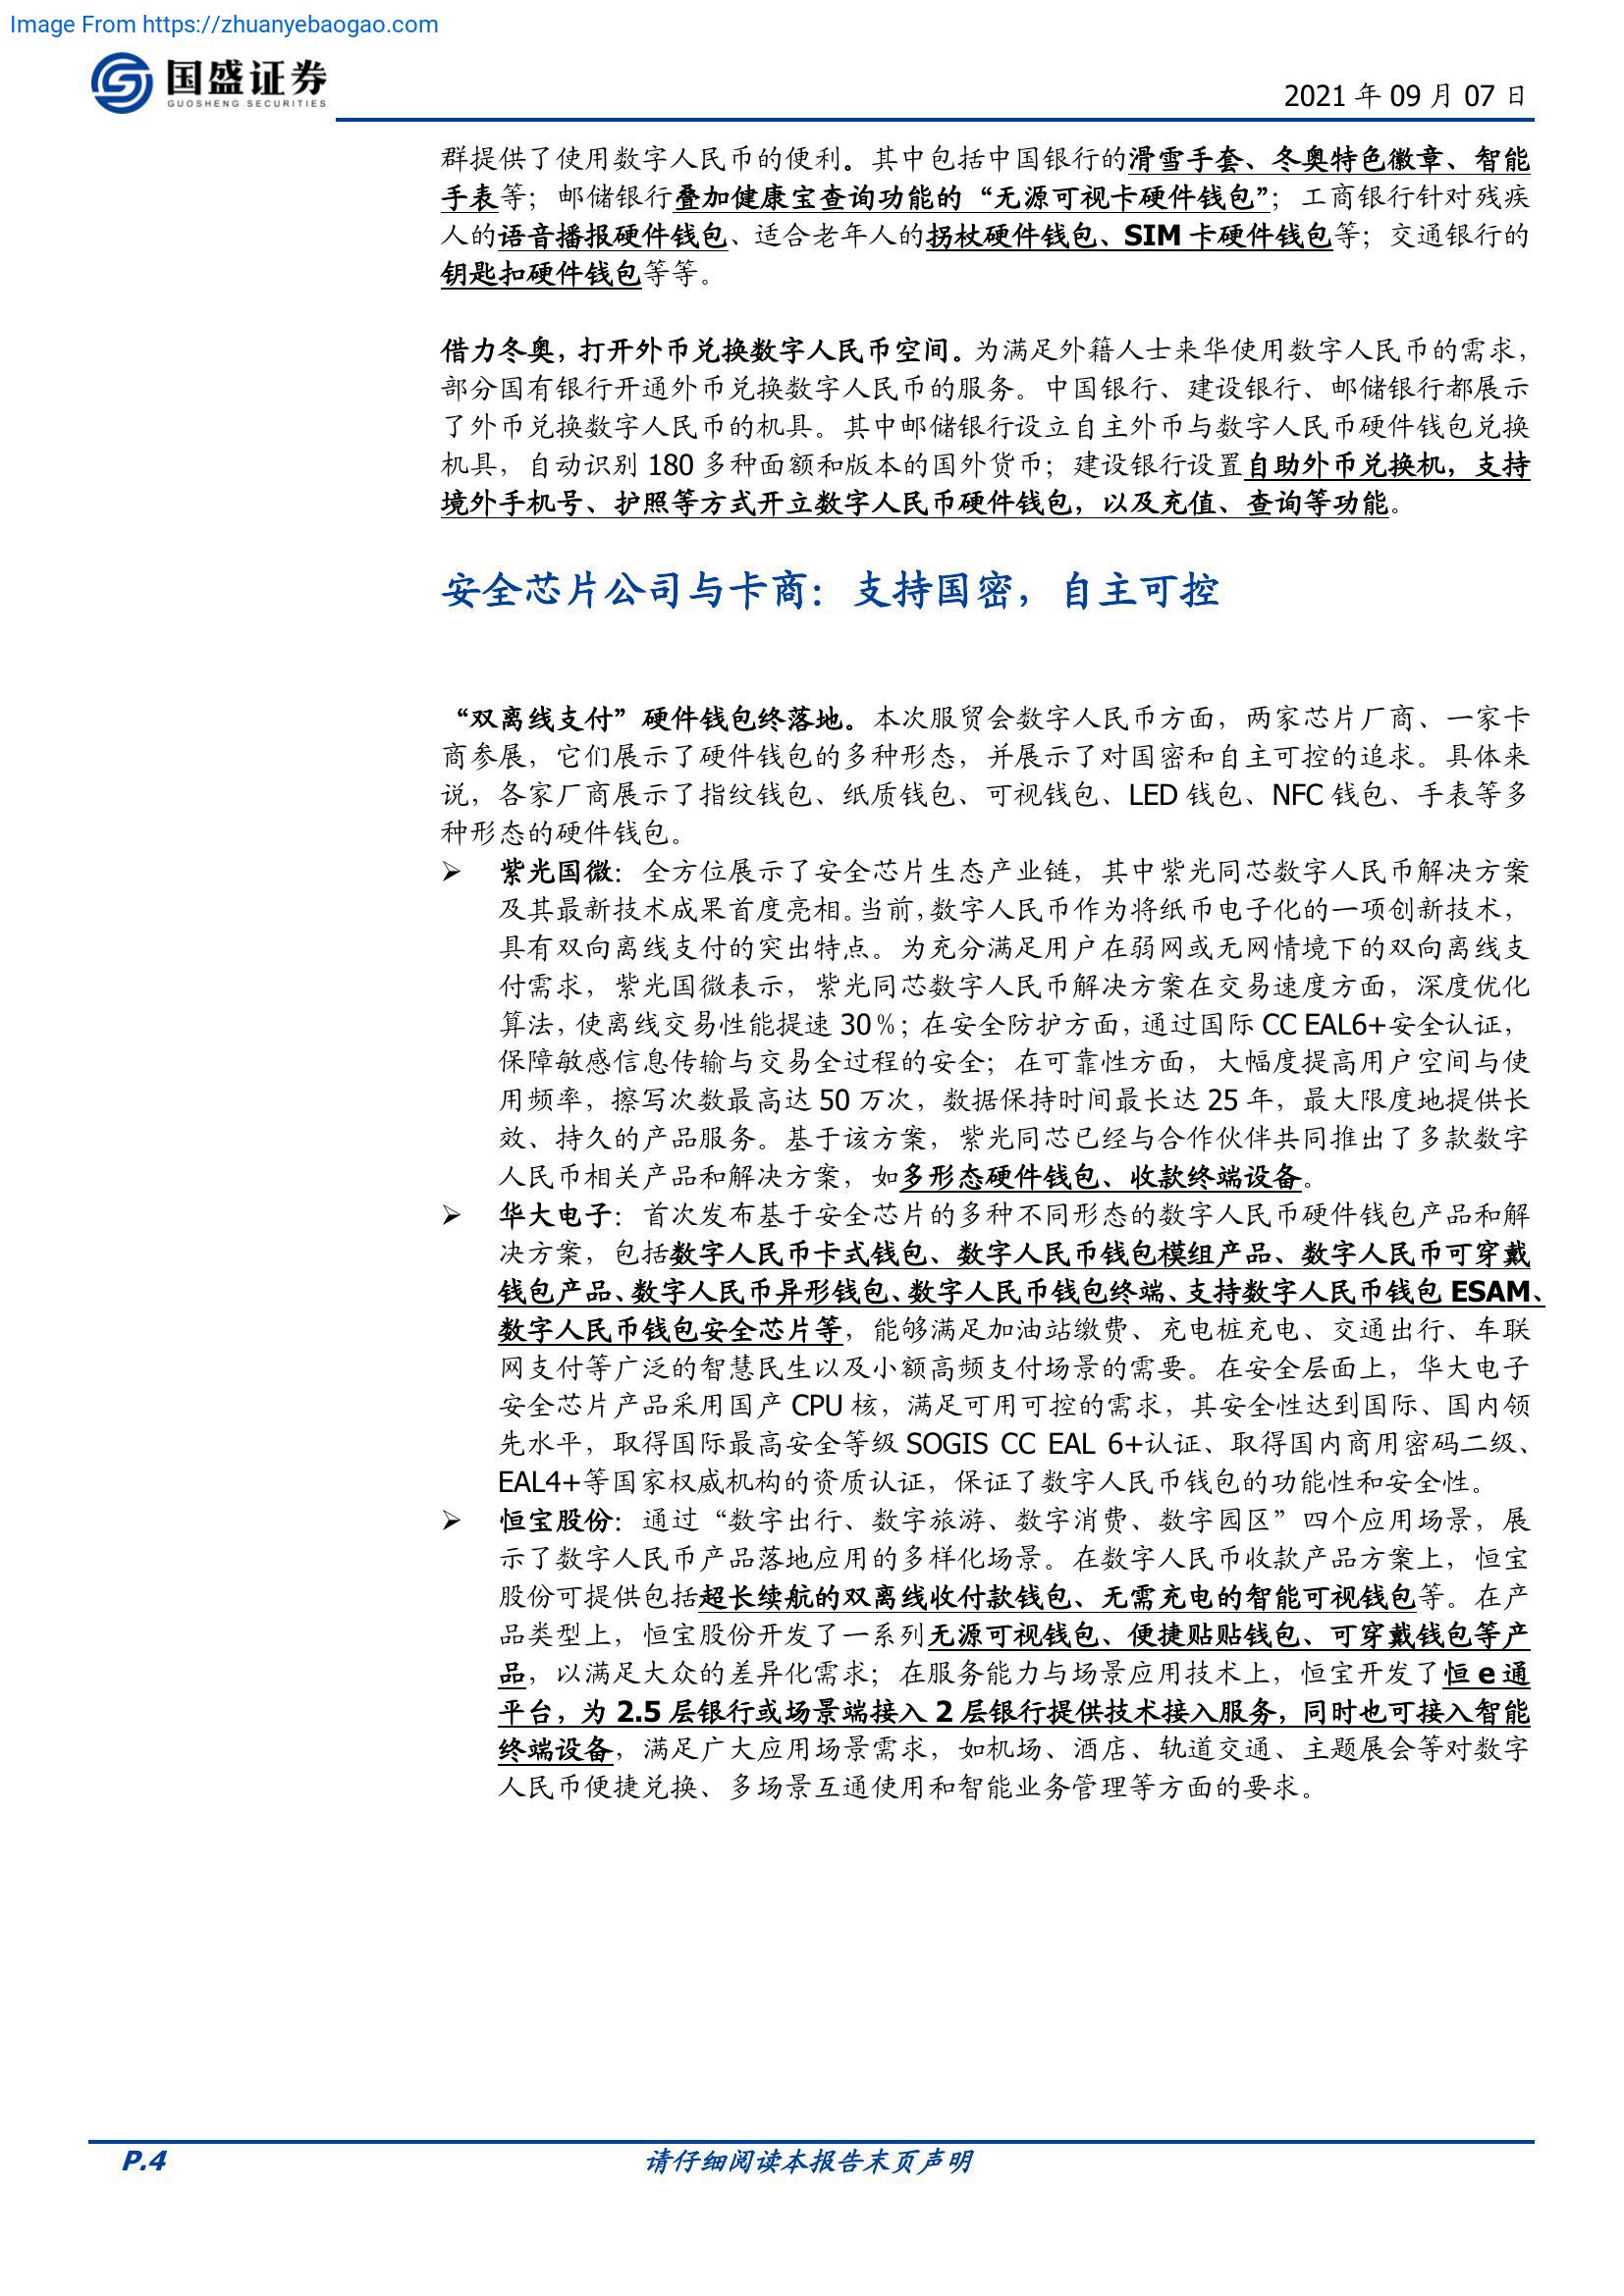 Image From https://zhuanyebaogao.com
国盛证券
GUOSHENG SECURITIES
2021 年 09 月 07 日
群提供了使用数字人民币的便利。其中包括中国银行的滑雪手套、冬奥特色徽章、智能
手表等；邮储银行叠加健康宝查询功能的“无源可视卡硬件钱包”；工商银行针对残疾
人的语音播报硬件钱包、适合老年人的拐杖硬件钱包、SIM 卡硬件钱包等；交通银行的
钥匙扣硬件钱包等等。
借力冬奥，打开外币兑换数字人民币空间。为满足外籍人士来华使用数字人民币的需求，
部分国有银行开通外币兑换数字人民币的服务。中国银行、建设银行、邮储银行都展示
了外币兑换数字人民币的机具。其中邮储银行设立自主外币与数字人民币硬件钱包兑换
机具，自动识别 180 多种面额和版本的国外货币；建设银行设置自助外币兑换机，支持
境外手机号、护照等方式开立数字人民币硬件钱包，以及充值、查询等功能。
安全芯片公司与卡商：支持国密，自主可控
“双离线支付”硬件钱包终落地。本次服贸会数字人民币方面，两家芯片厂商、一家卡
商参展，它们展示了硬件钱包的多种形态，并展示了对国密和自主可控的追求。具体来
说，各家厂商展示了指纹钱包、纸质钱包、可视钱包、LED 钱包、NFC 钱包、手表等多
种形态的硬件钱包。
➢ 紫光国微：全方位展示了安全芯片生态产业链，其中紫光同芯数字人民币解决方案
及其最新技术成果首度亮相。当前，数字人民币作为将纸币电子化的一项创新技术，
具有双向离线支付的突出特点。为充分满足用户在弱网或无网情境下的双向离线支
付需求，紫光国微表示，紫光同芯数字人民币解决方案在交易速度方面，深度优化
算法，使离线交易性能提速 30%；在安全防护方面，通过国际 CC EAL6+安全认证，
保障敏感信息传输与交易全过程的安全；在可靠性方面，大幅度提高用户空间与使
用频率，擦写次数最高达 50 万次，数据保持时间最长达 25 年，最大限度地提供长
效、持久的产品服务。基于该方案，紫光同芯已经与合作伙伴共同推出了多款数字
人民币相关产品和解决方案，如多形态硬件钱包、收款终端设备。
➢ 华大电子：首次发布基于安全芯片的多种不同形态的数字人民币硬件钱包产品和解
决方案，包括数字人民币卡式钱包、数字人民币钱包模组产品、数字人民币可穿戴
钱包产品、数字人民币异形钱包、数字人民币钱包终端、支持数字人民币钱包 ESAM、
数字人民币钱包安全芯片等，能够满足加油站缴费、充电桩充电、交通出行、车联
网支付等广泛的智慧民生以及小额高频支付场景的需要。在安全层面上，华大电子
安全芯片产品采用国产 CPU 核，满足可用可控的需求，其安全性达到国际、国内领
先水平，取得国际最高安全等级 SOGIS CC EAL 6+认证、取得国内商用密码二级、
EAL4+等国家权威机构的资质认证，保证了数字人民币钱包的功能性和安全性。
➢ 恒宝股份：通过“数字出行、数字旅游、数字消费、数字园区”四个应用场景，展
示了数字人民币产品落地应用的多样化场景。在数字人民币收款产品方案上，恒宝
股份可提供包括超长续航的双离线收付款钱包、无需充电的智能可视钱包等。在产
品类型上，恒宝股份开发了一系列无源可视钱包、便捷贴贴钱包、可穿戴钱包等产
品，以满足大众的差异化需求；在服务能力与场景应用技术上，恒宝开发了恒 e 通
平台，为 2.5 层银行或场景端接入 2 层银行提供技术接入服务，同时也可接入智能
终端设备，满足广大应用场景需求，如机场、酒店、轨道交通、主题展会等对数字
人民币便捷兑换、多场景互通使用和智能业务管理等方面的要求。
P.4
请仔细阅读本报告末页声明